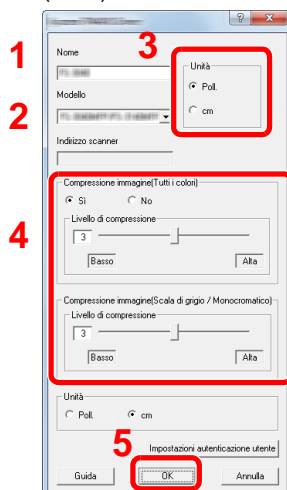 1
Nome
3
Unità
Poll.
cm
Modello
2
Indirizzo scanner
4
Compressione immagine(Tutti i colori)
Sì No
Livello di compressione
3
Basso Alta
Compressione immagine(Scala di grigio / Monocromatico)
Livello di compressione
3
Basso Alta
Unità
Poll. cm
5
Impostazioni autenticazione utente
Guida OK Annulla